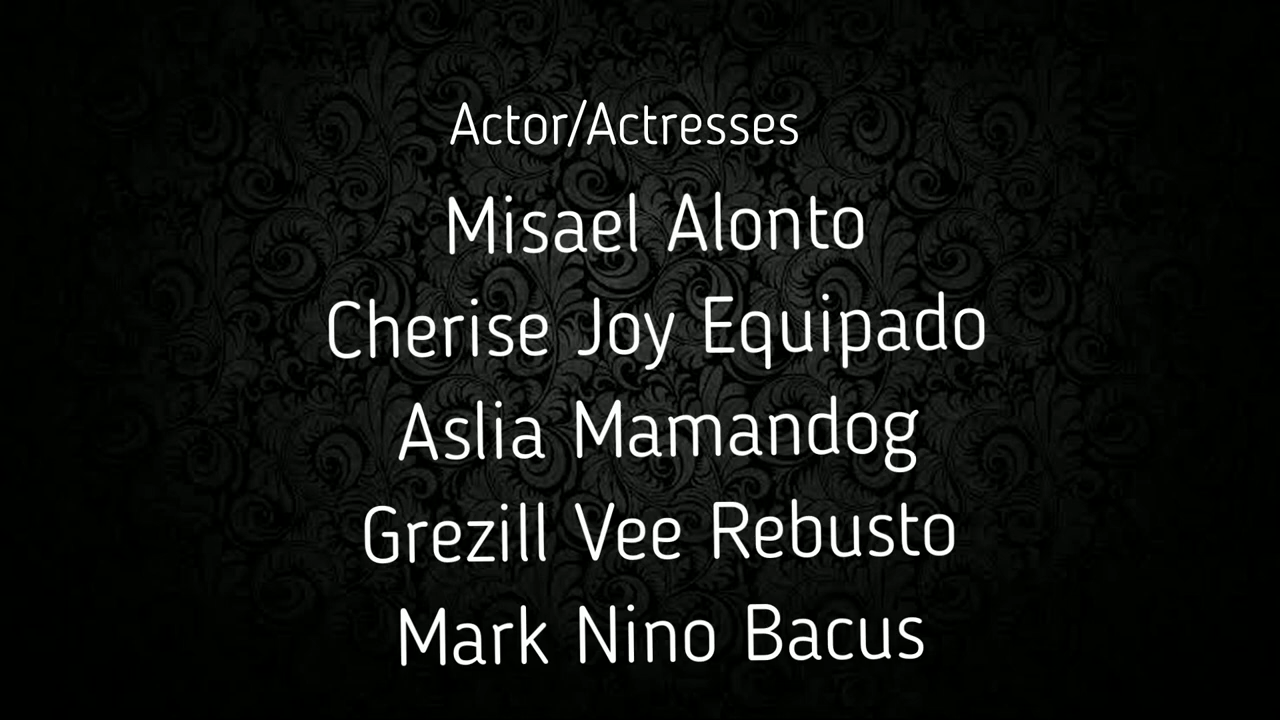 Actor/Actresses
Misael Alonto
Cherise Joy Equipado
Aslia Mamandog
Grezill Vee Rebusto
Mark Nino Bacus